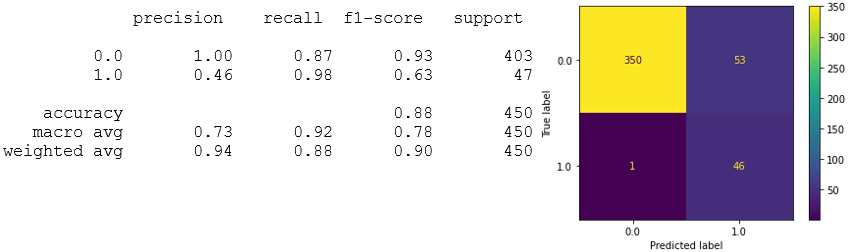 precision recall f1-score support
0.0 1.00 0.87 0.93 403
1.0 0.46 0.98 0.63 47
accuracy 0.88 450
macro avg 0.73 0.92 0.78 450
weighted avg 0.94 0.88 0.90 450
True label
0.0
350 53
1.0
1 46
0.0 1.0
Predicted label
350
300
250
200
150
100
50